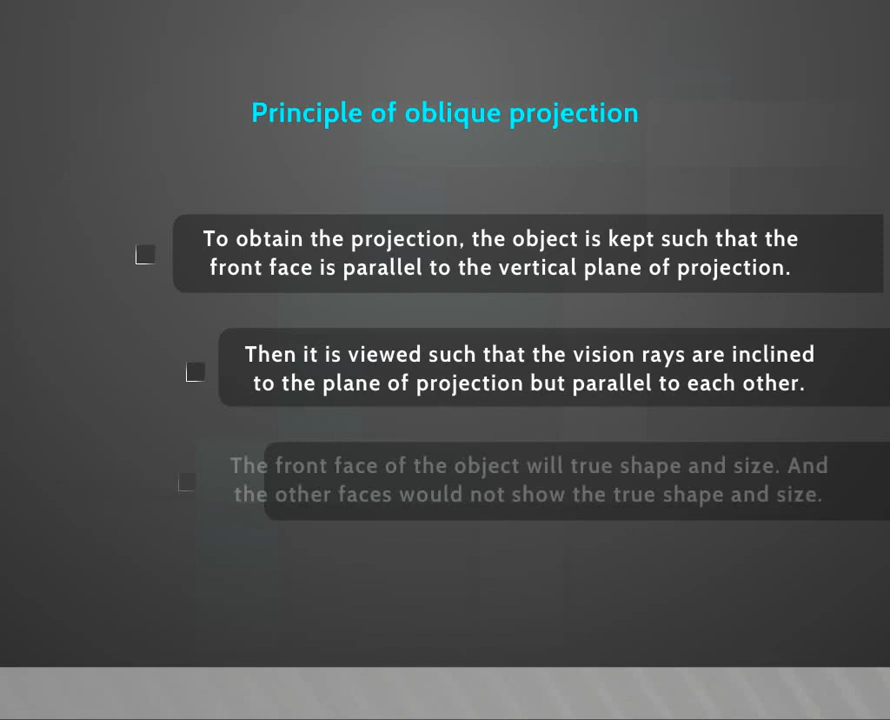 Principle of oblique projection
To obtain the projection, the object is kept such that the
front face is parallel to the vertical plane of projection.
Then it is viewed such that the vision rays are inclined
to the plane of projection but parallel to each other.
The front face of the object will true shape and size. And
the other faces would not show the true shape and size.